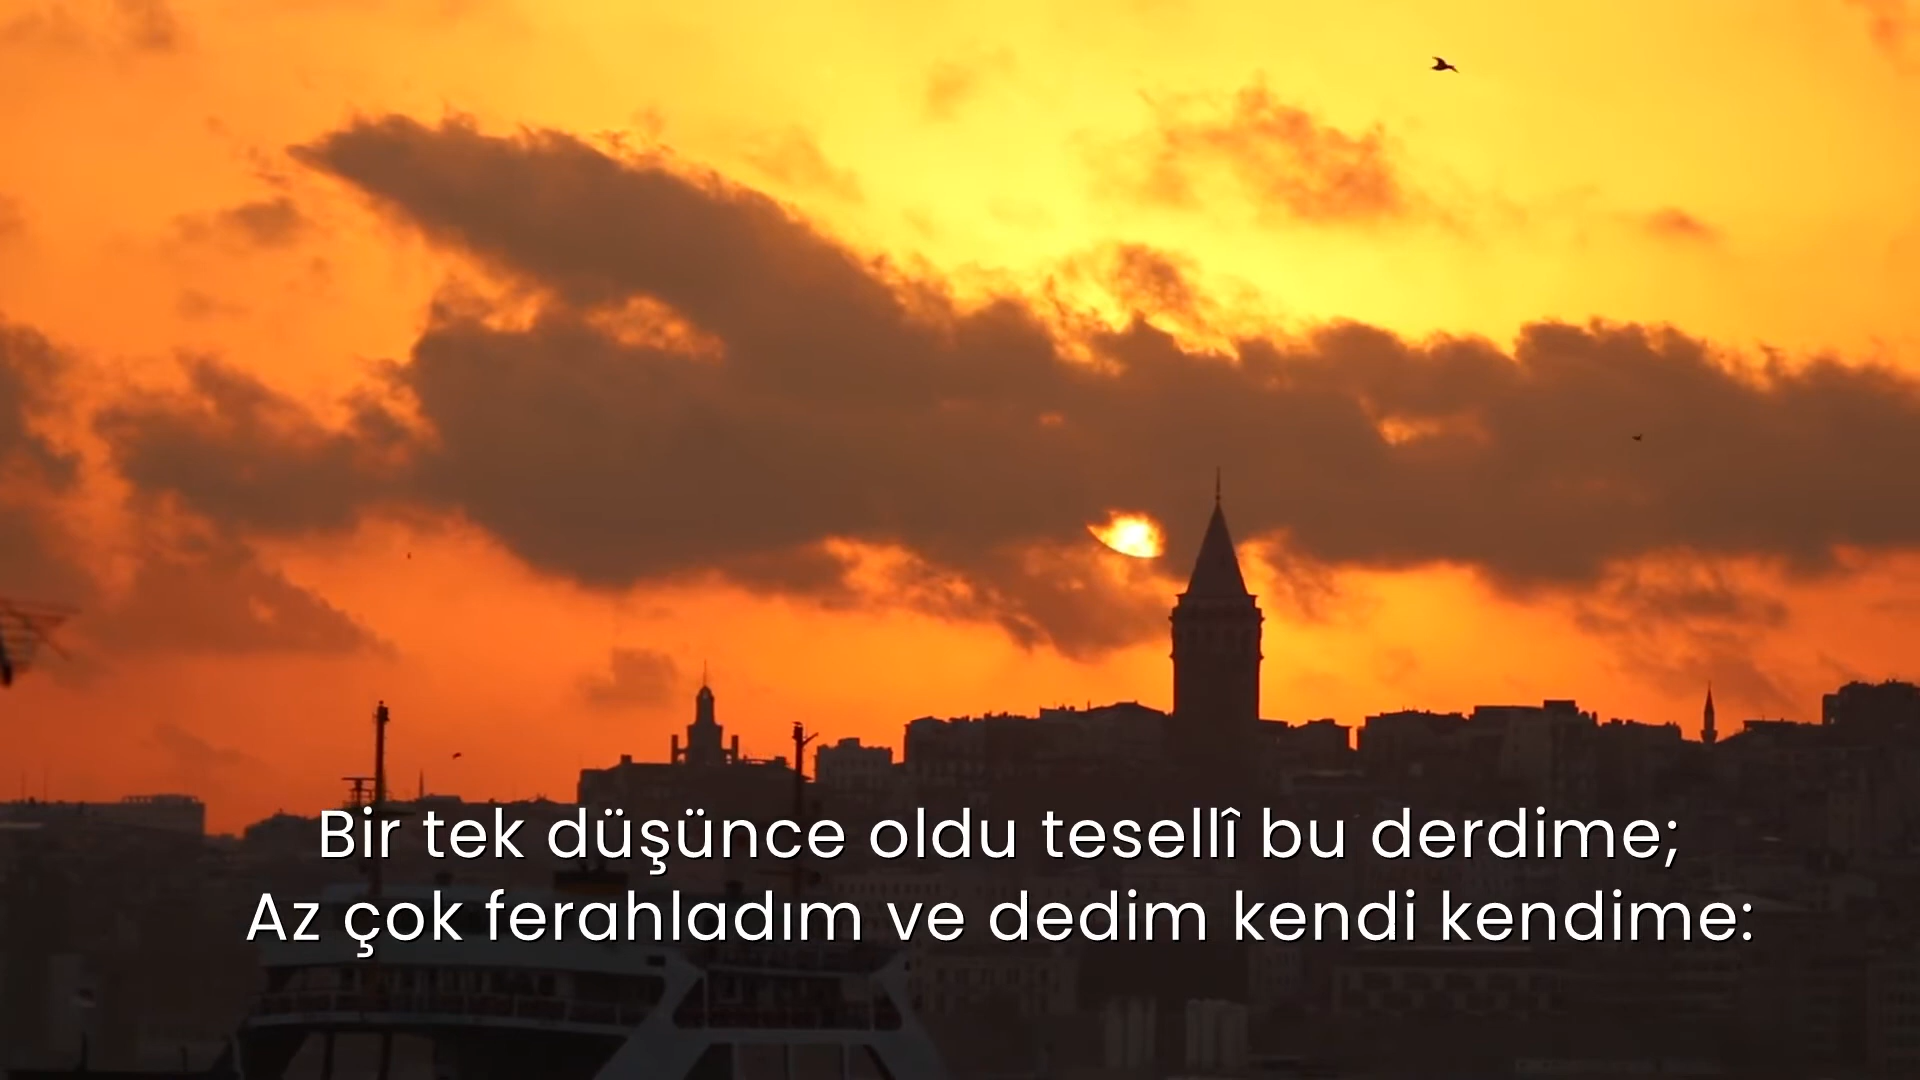 Bir tek düşünce oldu tesellî bu derdime;
Az çok ferahladım ve dedim kendi kendime: